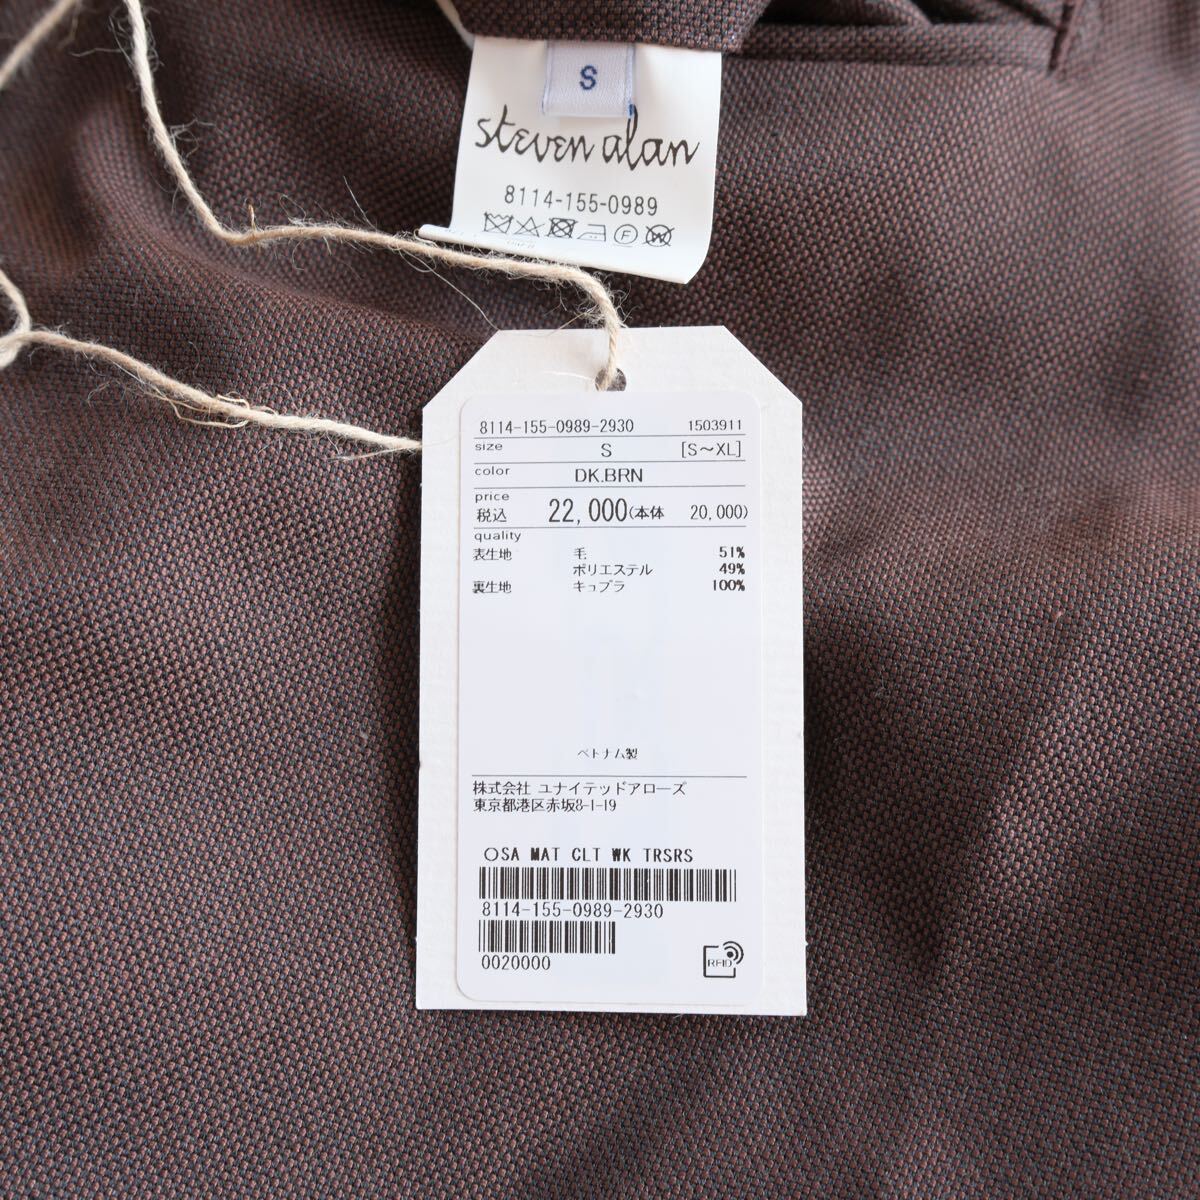 S
steven alan
8114-155-0989
8114-155-0989-2930 1503911
size S [S～XL]
color DK.BRN
price
税込 22,000(本体 20,000)
quality
表生地 毛 51%
ポリエステル 49%
裏生地 キュプラ 100%
ベトナム製
株式会社 ユナイテッドアローズ
東京都港区赤坂8-1-19
○SA MAT CLT WK TRSRS
8114-155-0989-2930
0020000
RFID